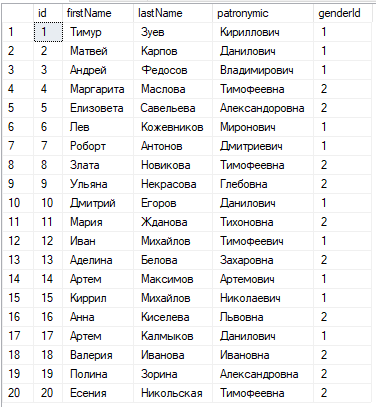 id firstName lastName patronymic genderId
1 1 Тимур Зуев Кириллович 1
2 2 Матвей Карпов Данилович 1
3 3 Андрей Федосов Владимирович 1
4 4 Маргарита Маслова Тимофеевна 2
5 5 Елизовета Савельева Александоровна 2
6 6 Лев Кожевников Миронович 1
7 7 Роборт Антонов Дмитриевич 1
8 8 Злата Новикова Тимофеевна 2
9 9 Ульяна Некрасова Глебовна 2
10 10 Дмитрий Егоров Данилович 1
11 11 Мария Жданова Тихоновна 2
12 12 Иван Михайлов Тимофеевич 1
13 13 Аделина Белова Захаровна 2
14 14 Артем Максимов Артемович 1
15 15 Киррил Михайлов Николаевич 1
16 16 Анна Киселева Львовна 2
17 17 Артем Калмыков Данилович 1
18 18 Валерия Иванова Ивановна 2
19 19 Полина Зорина Александровна 2
20 20 Есения Никольская Тимофеевна 2